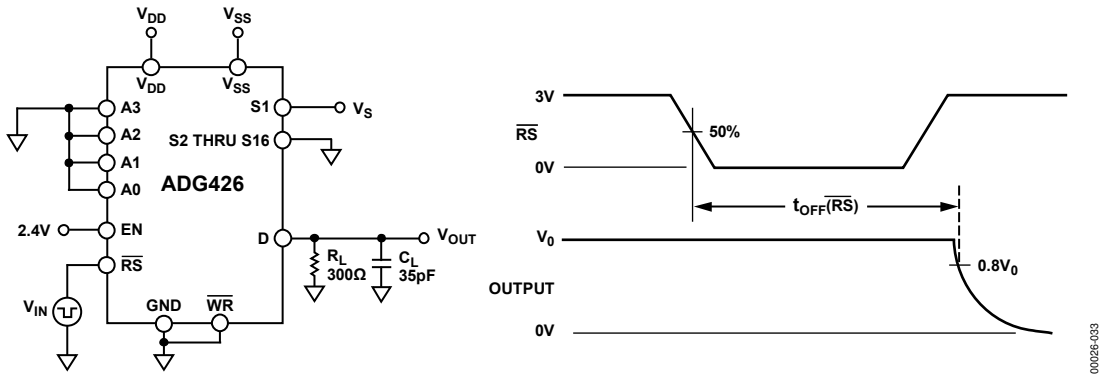 VDD
VSS
VDD
VSS
A3
A2
A1
A0
S1
VS
S2 THRU S16
ADG426
2.4V
EN
RS
D
VOUT
RL
300Ω
CL
35pF
VIN
GND
WR
3V
RS
0V
50%
tOFF(RS)
V0
0.8V0
OUTPUT
0V
00026-033